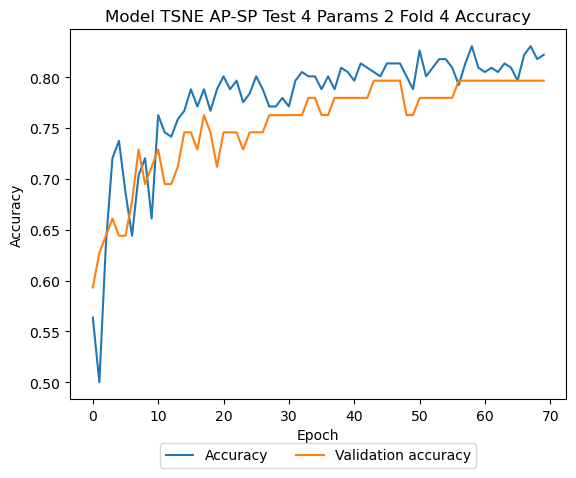 Model TSNE AP-SP Test 4 Params 2 Fold 4 Accuracy
0.80
0.75
0.70
0.65
0.60
0.55
0.50
Accuracy
0 10 20 30 40 50 60 70
Epoch
Accuracy Validation accuracy